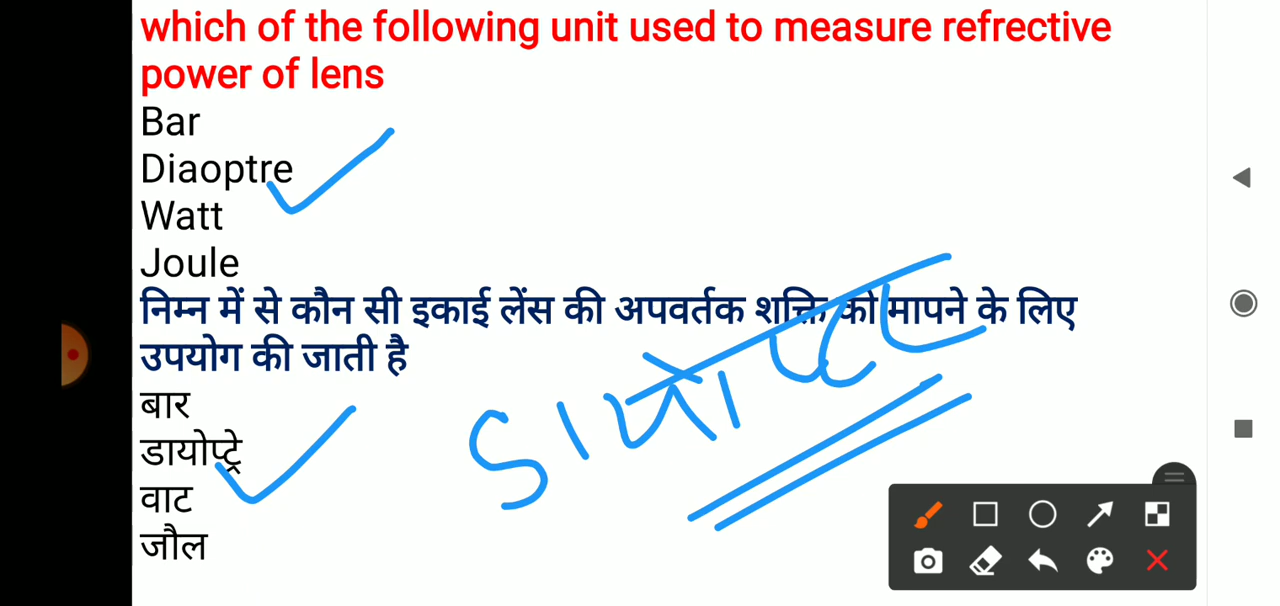 which of the following unit used to measure refrective
power of lens
Bar
Diaoptre
Watt
Joule
निम्न में से कौन सी इकाई लेंस की अपवर्तक शक्ति को मापने के लिए
उपयोग की जाती है
बार
डायोप्ट्रे
वाट
जौल